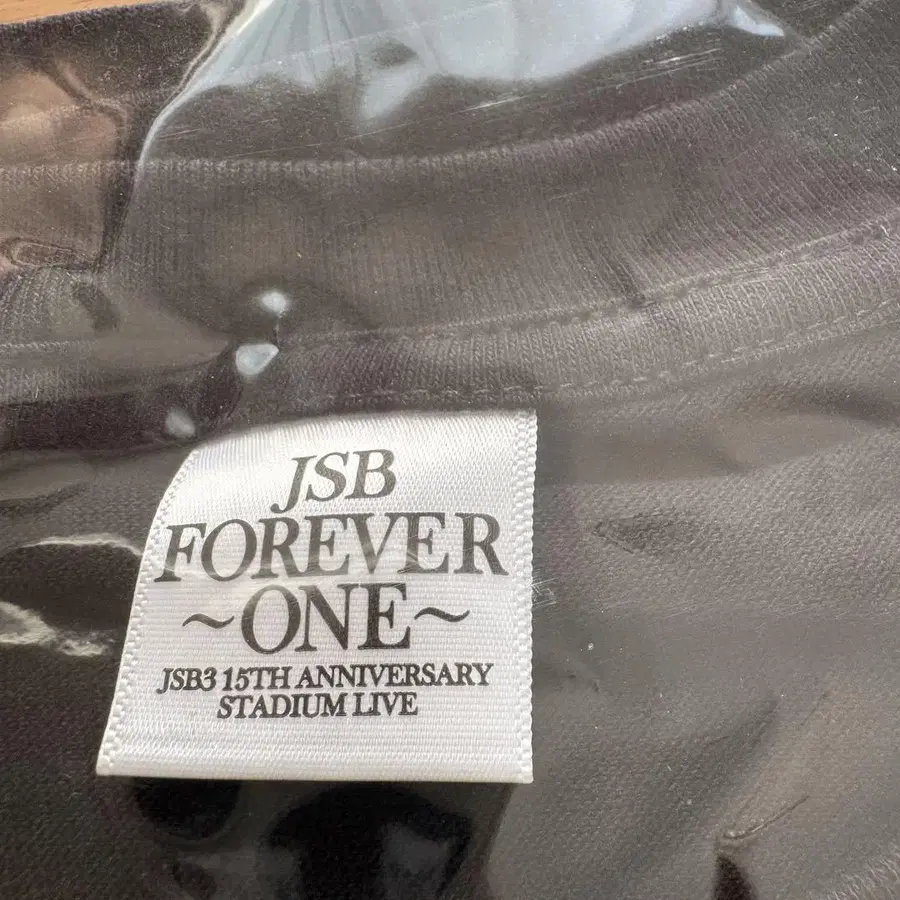 JSB
FOREVER
~ONE~
JSB3 15TH ANNIVERSARY
STADIUM LIVE